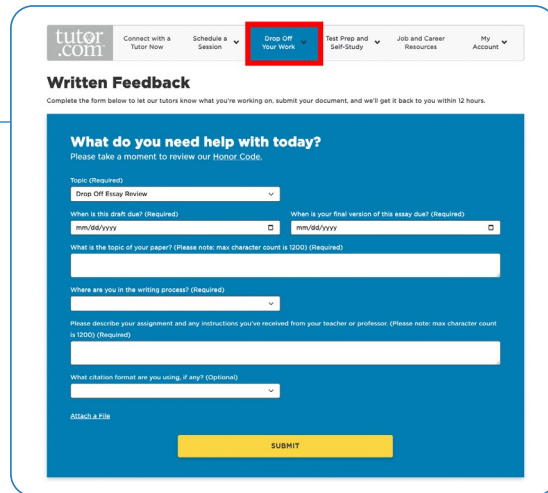 tutor
.com
Connect with a
Tutor Now
Schedule a
Session
Drop Off
Your Work
Test Prep and
Self-Study
Job and Career
Resources
My
Account
Written Feedback
Complete the form below to let our tutors know what you're working on, submit your document, and we'll get it back to you within 12 hours.
What do you need help with today?
Please take a moment to review our Honor Code.
Topic (Required)
Drop Off Essay Review
When is this draft due? (Required)
When is your final version of this essay due? (Required)
mm/dd/yyyy
mm/dd/yyyy
What is the topic of your paper? (Please note: max character count is 1200) (Required)
Where are you in the writing process? (Required)
Please describe your assignment and any instructions you've received from your teacher or professor. (Please note: max character count
is 1200) (Required)
What citation format are you using, if any? (Optional)
Attach a File
SUBMIT